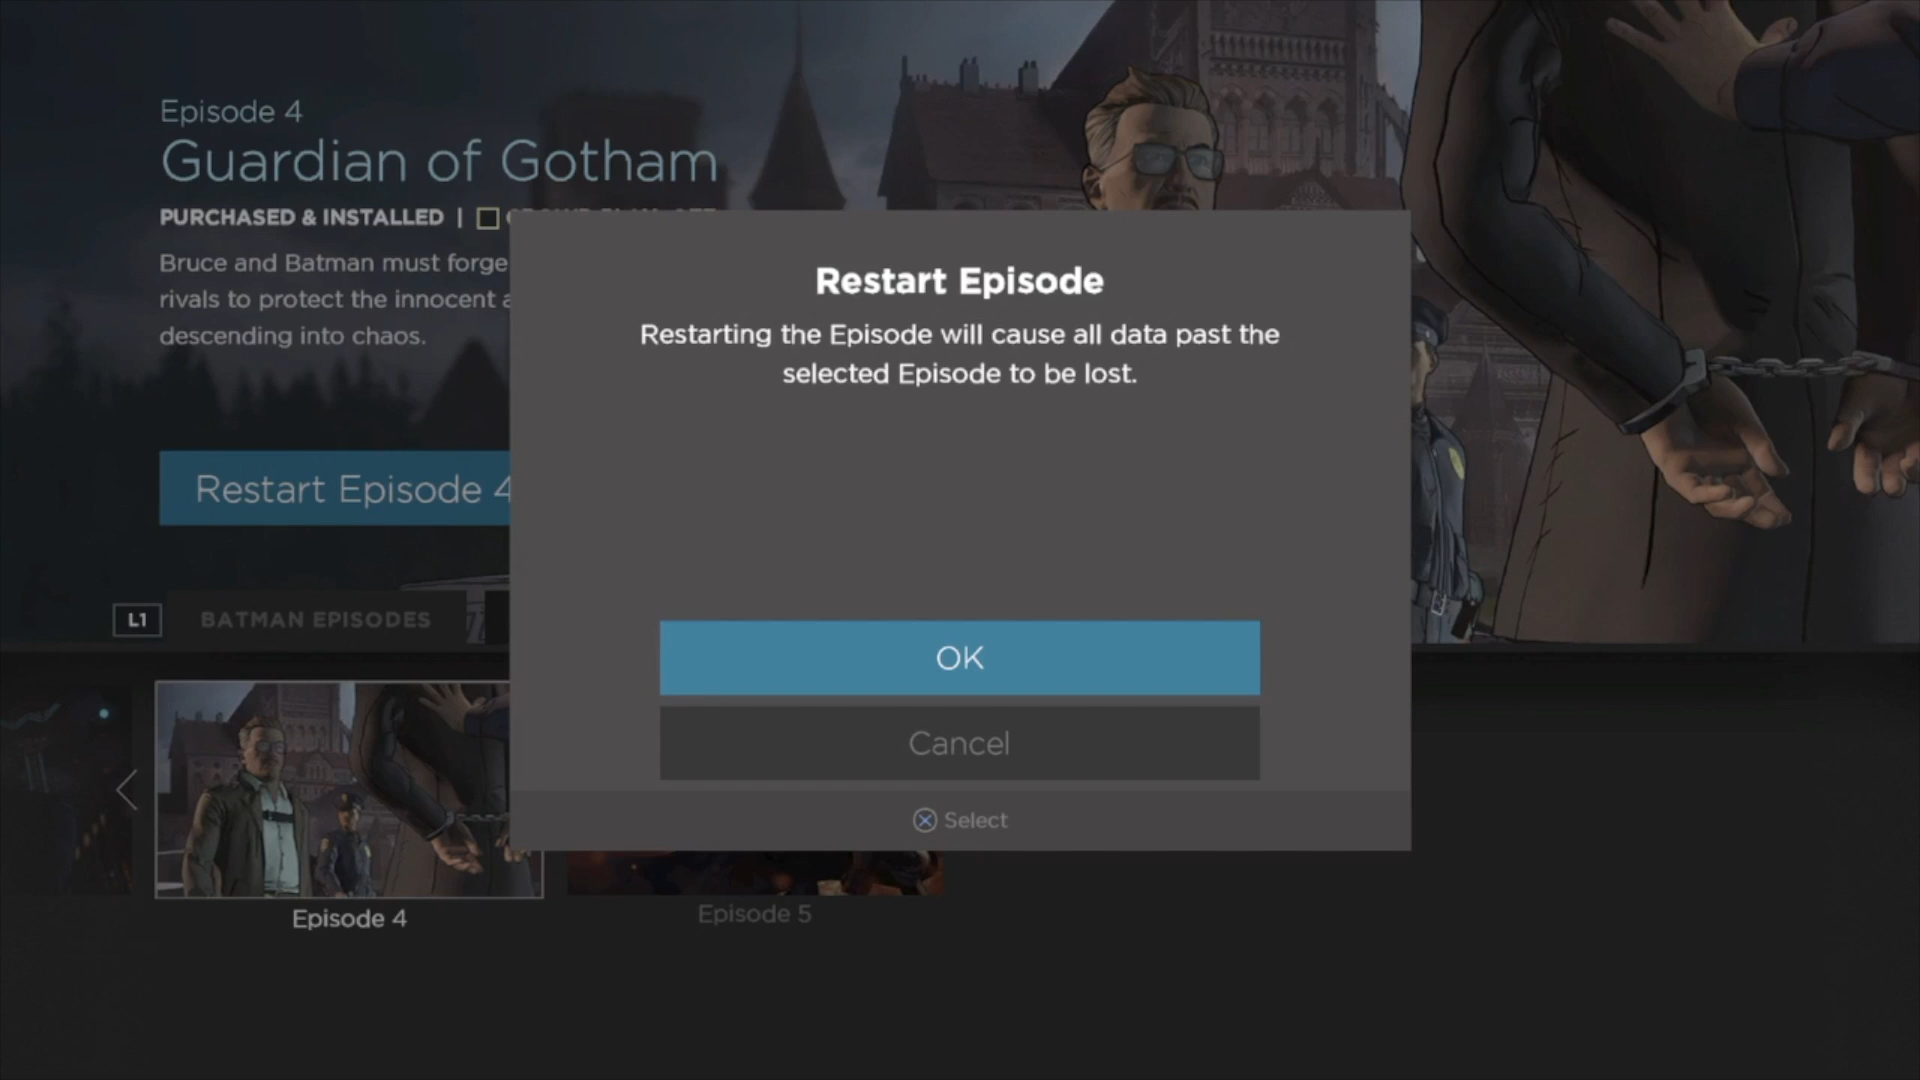 Episode 4
Guardian of Gotham
PURCHASED & INSTALLED |
Bruce and Batman must forge
rivals to protect the innocent
descending into chaos.
Restart Episode 4
L1 BATMAN EPISODES
Restart Episode
Restarting the Episode will cause all data past the
selected Episode to be lost.
OK
Cancel
Select
Episode 4
Episode 5